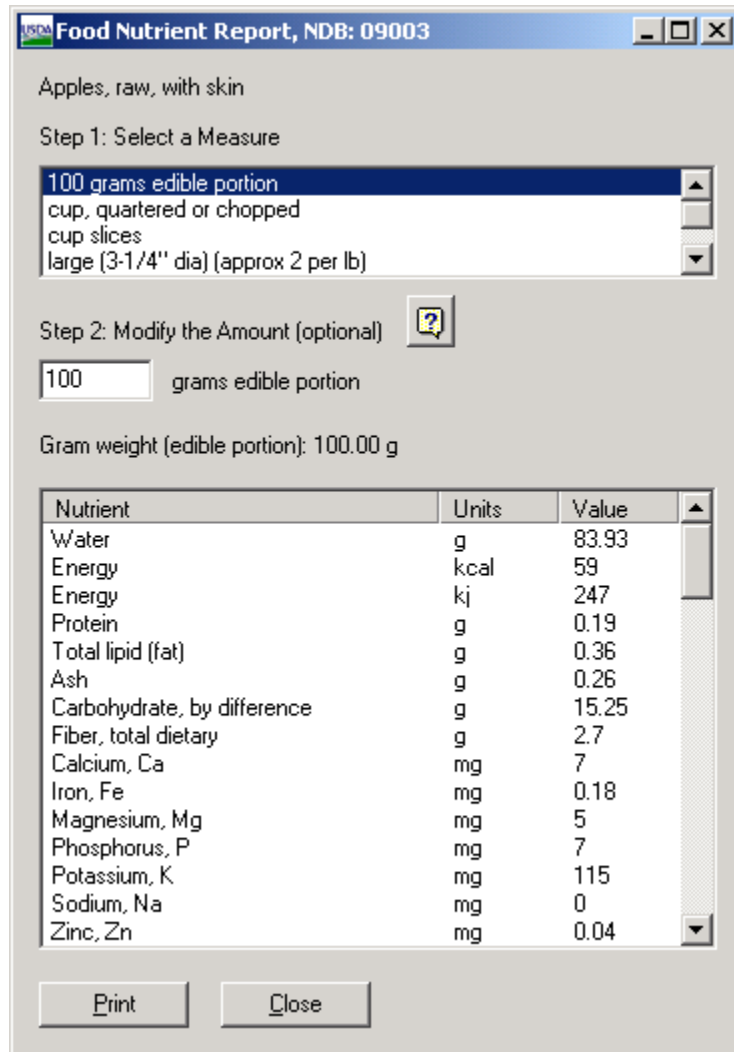 USDA Food Nutrient Report, NDB: 09003
Apples, raw, with skin
Step 1: Select a Measure
100 grams edible portion
cup, quartered or chopped
cup slices
large (3-1/4'' dia) (approx 2 per lb)
Step 2: Modify the Amount (optional) ?
100 grams edible portion
Gram weight (edible portion): 100.00 g
Nutrient Units Value
Water g 83.93
Energy kcal 59
Energy kj 247
Protein g 0.19
Total lipid (fat) g 0.36
Ash g 0.26
Carbohydrate, by difference g 15.25
Fiber, total dietary g 2.7
Calcium, Ca mg 7
Iron, Fe mg 0.18
Magnesium, Mg mg 5
Phosphorus, P mg 7
Potassium, K mg 115
Sodium, Na mg 0
Zinc, Zn mg 0.04
Print Close